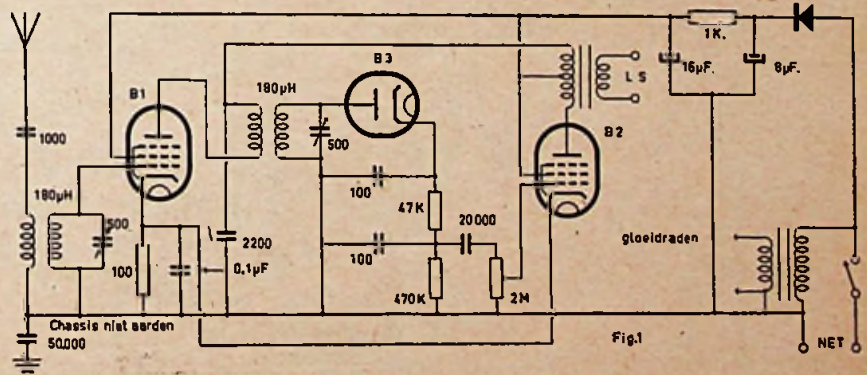 1K.
16µF.
8µF.
B1
B3
LS
180µH
500
B2
1000
100
180µH
47K
20000
500
2200
100
gloeidraden
100
0,1µF
470K
2M
Chassis niet aarden
50.000
Fig.1
NET